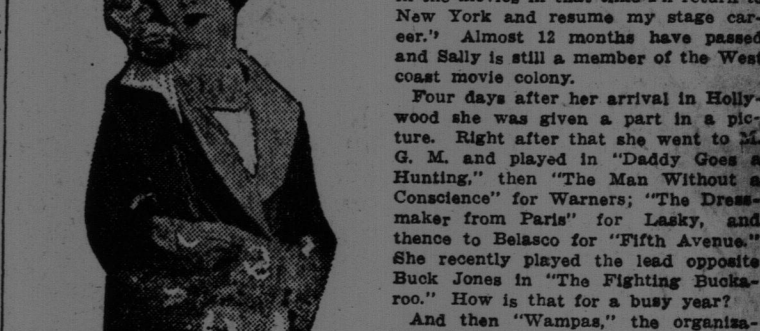 New York and resume my stage car-
eer." Almost 12 months have passed
and Sally is still a member of the West
coast movie colony.
Four days after her arrival in Holly-
wood she was given a part in a pic-
ture. Right after that she went to M.
G. M. and played in "Daddy Goes a
Hunting," then "The Man Without a
Conscience" for Warners; "The Dress-
maker from Paris" for Lasky, and
thence to Belasco for "Fifth Avenue."
She recently played the lead opposite
Buck Jones in "The Fighting Bucka-
roo." How is that for a busy year?
And then "Wampas," the organiza-